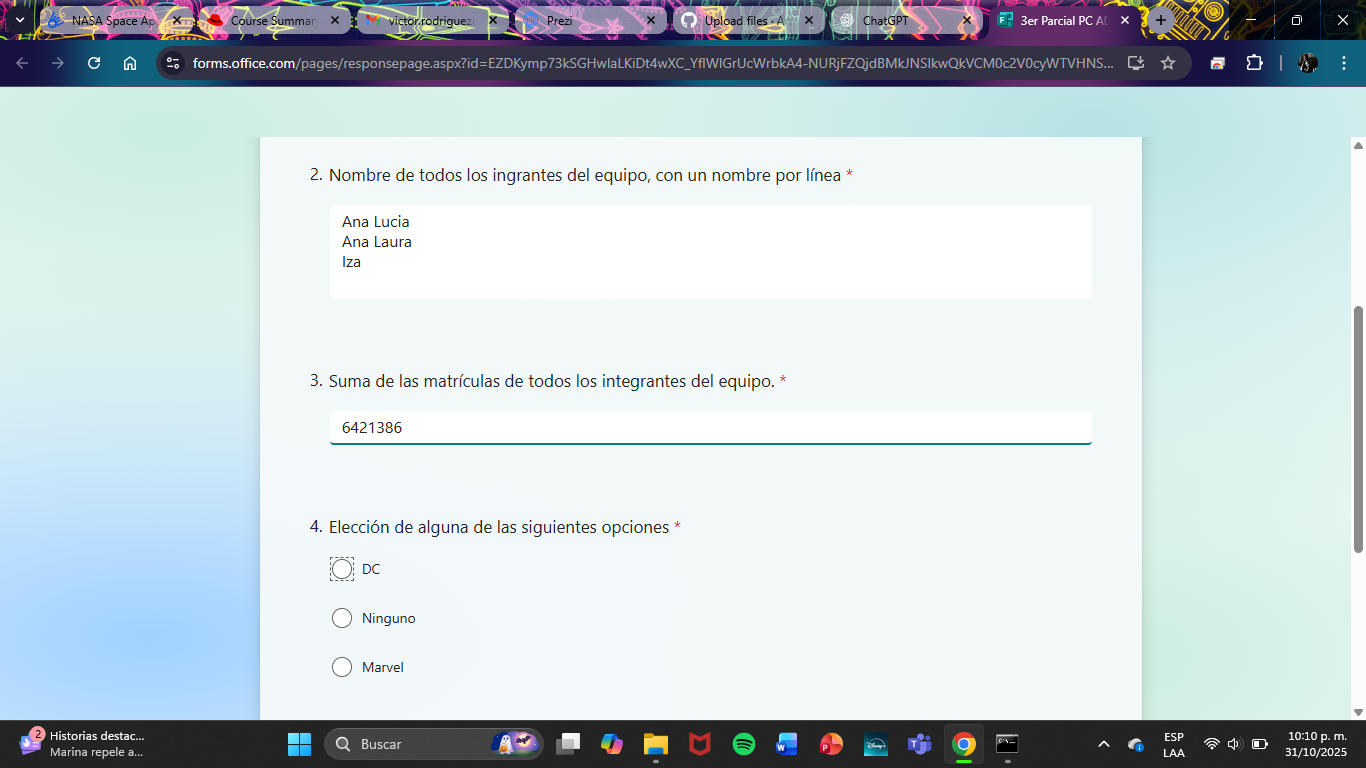 NASA Space Ap
Course Summar
victor.rodriguez
Prezi
Upload files · A
ChatGPT
3er Parcial PC AD
forms.office.com/pages/responsepage.aspx?id=EZDKymp73kSGHwlaLKiDt4wXC_YfIWlGrUcWrbkA4-NURjFZQjdBMkJNSlkwQkVCM0c2V0cyWTVHNS...
2. Nombre de todos los ingrantes del equipo, con un nombre por línea *
Ana Lucia
Ana Laura
Iza
3. Suma de las matrículas de todos los integrantes del equipo. *
6421386
4. Elección de alguna de las siguientes opciones *
DC
Ninguno
Marvel
2
Historias destac...
Marina repele a...
Buscar
ESP
LAA
10:10 p. m.
31/10/2025